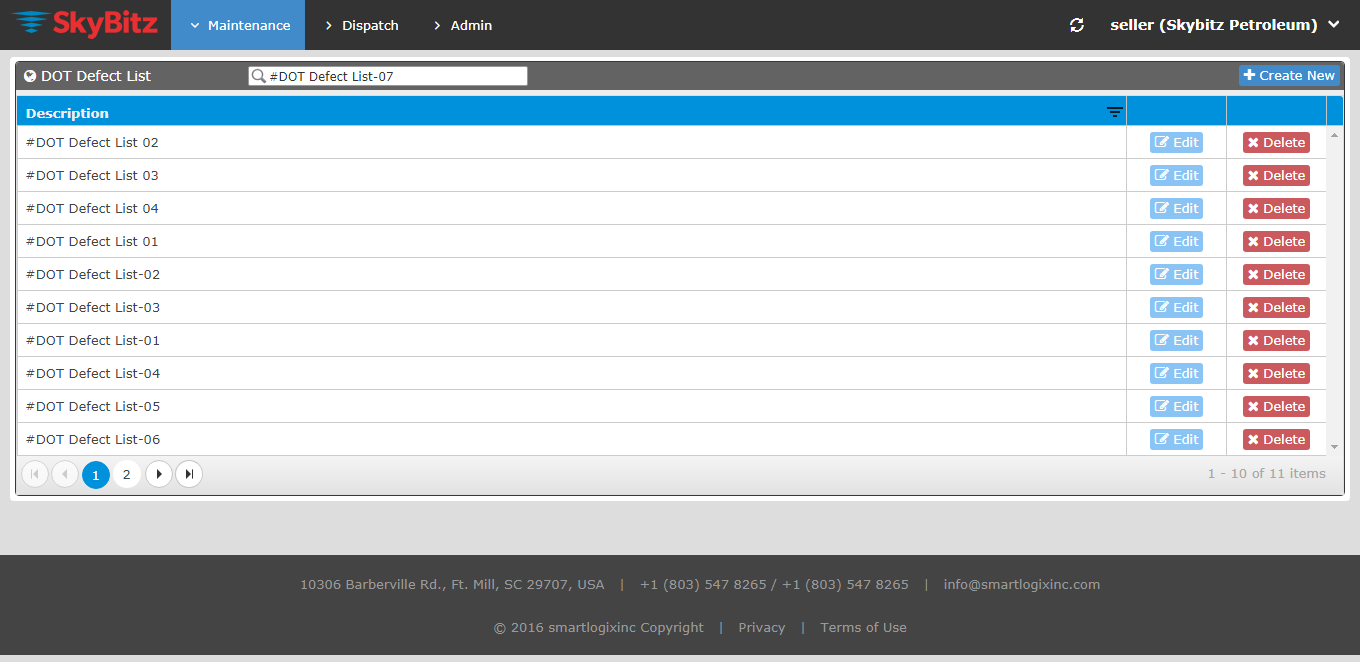 SkyBitz Maintenance Dispatch Admin seller (Skybitz Petroleum)
DOT Defect List #DOT Defect List-07 Create New
Description
#DOT Defect List 02 Edit Delete
#DOT Defect List 03 Edit Delete
#DOT Defect List 04 Edit Delete
#DOT Defect List 01 Edit Delete
#DOT Defect List-02 Edit Delete
#DOT Defect List-03 Edit Delete
#DOT Defect List-01 Edit Delete
#DOT Defect List-04 Edit Delete
#DOT Defect List-05 Edit Delete
#DOT Defect List-06 Edit Delete
1 2 1 - 10 of 11 items
10306 Barberville Rd., Ft. Mill, SC 29707, USA | +1 (803) 547 8265 / +1 (803) 547 8265 | info@smartlogixinc.com
© 2016 smartlogixinc Copyright | Privacy | Terms of Use